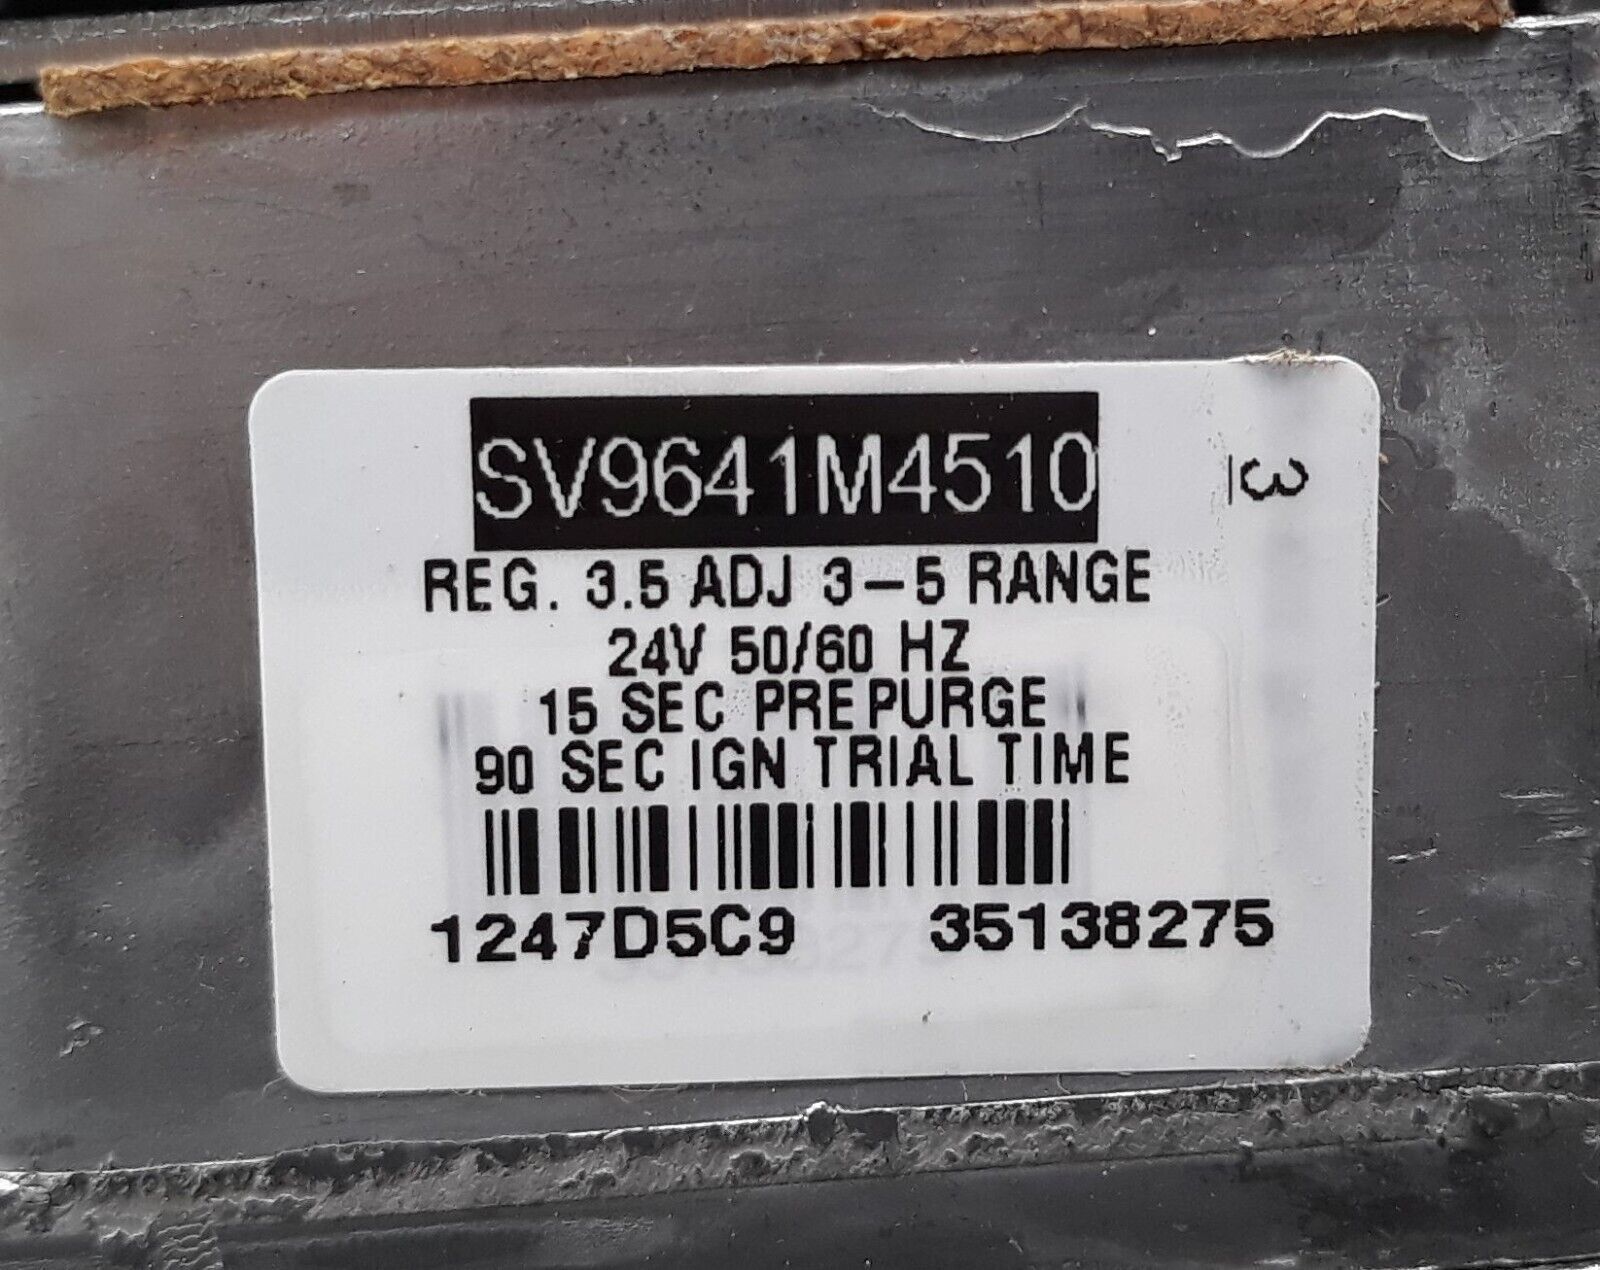 SV9641M4510
3
REG. 3.5 ADJ 3-5 RANGE
24V 50/60 HZ
15 SEC PREPURGE
90 SEC IGN TRIAL TIME
1247D5C9 35138275